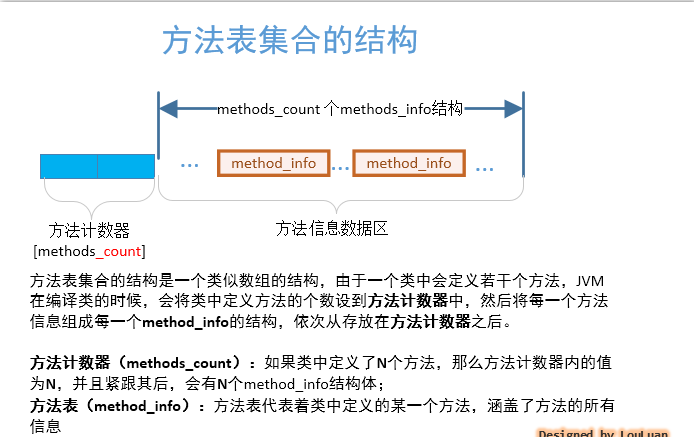 方法表集合的结构
methods_count 个methods_info结构
... method_info ... method_info ...
方法计数器
[methods_count]
方法信息数据区
方法表集合的结构是一个类似数组的结构，由于一个类中会定义若干个方法，JVM
在编译类的时候，会将类中定义方法的个数设到方法计数器中，然后将每一个方法
信息组成每一个method_info的结构，依次从存放在方法计数器之后。
方法计数器（methods_count）：如果类中定义了N个方法，那么方法计数器内的值
为N，并且紧跟其后，会有N个method_info结构体；
方法表（method_info）：方法表代表着类中定义的某一个方法，涵盖了方法的所有
信息
Designed by LouLuan